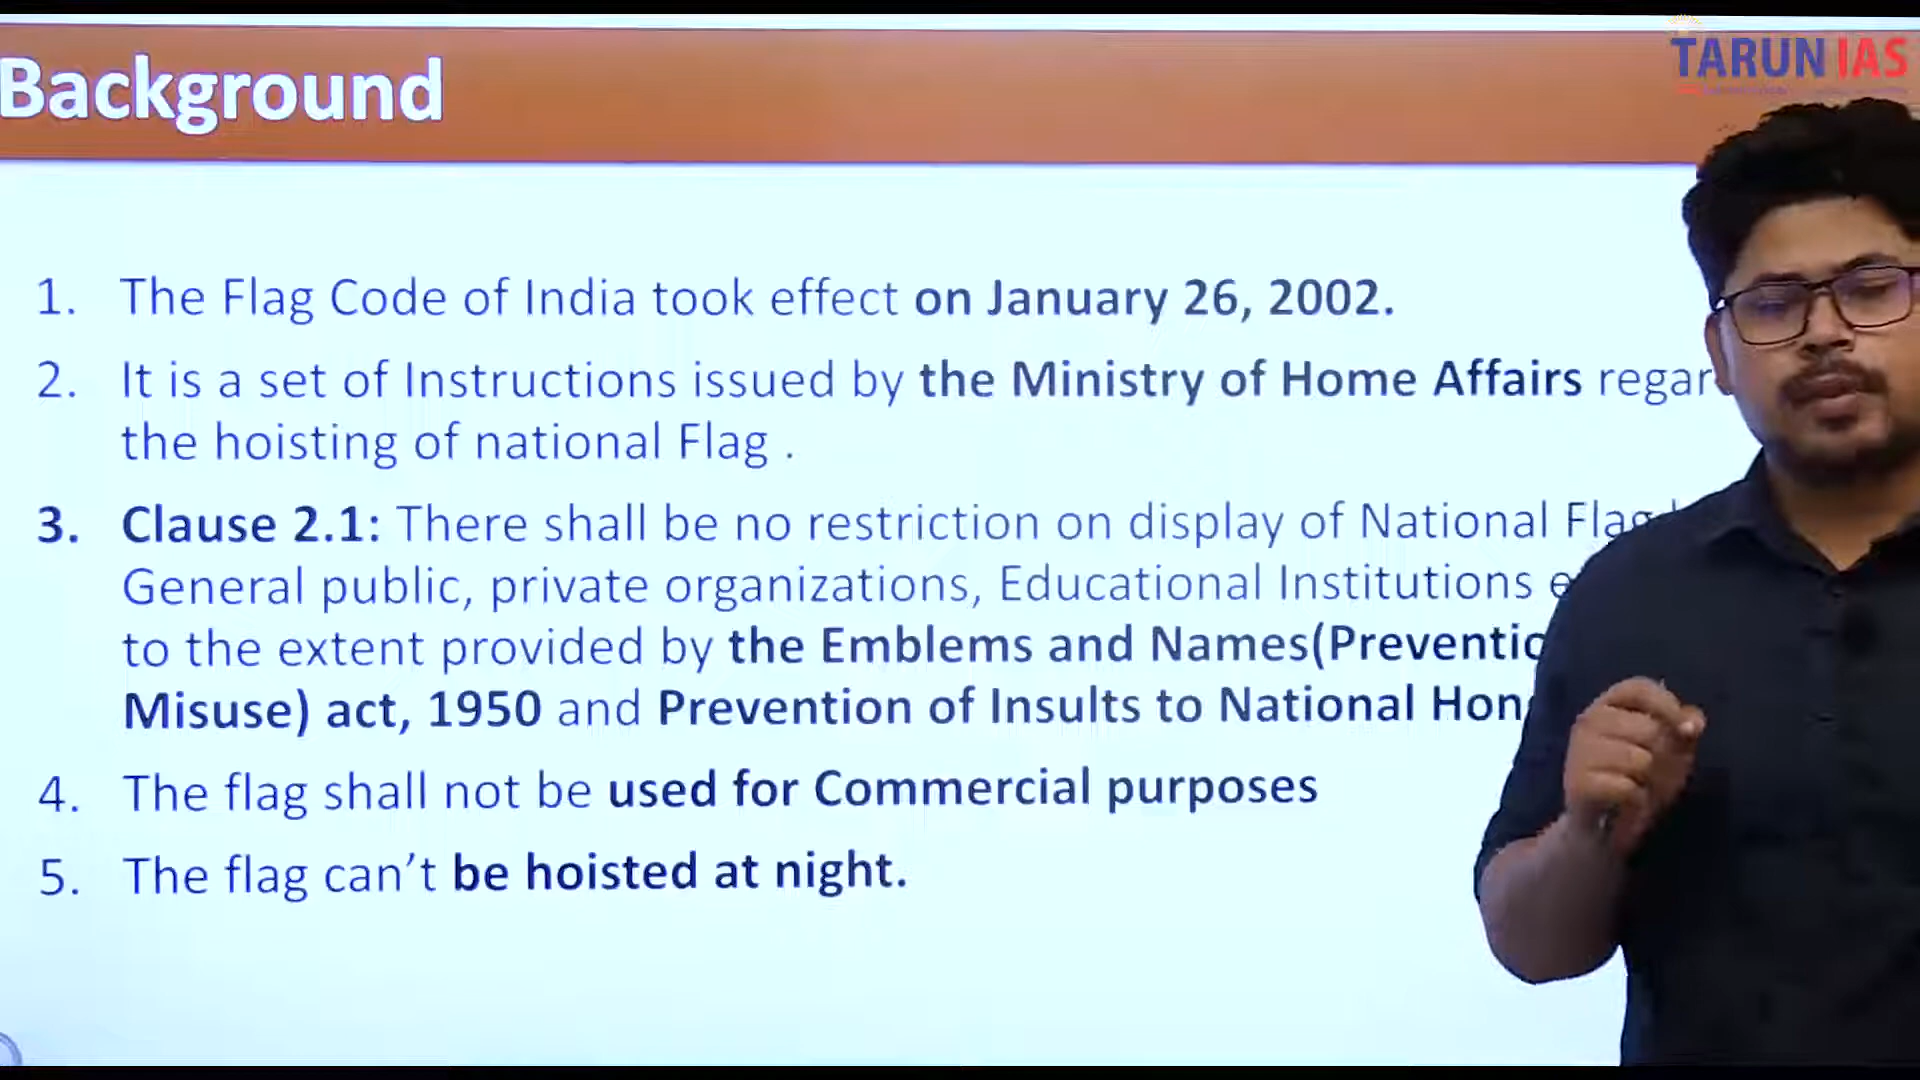 TARUN IAS
Background
1. The Flag Code of India took effect on January 26, 2002.
2. It is a set of Instructions issued by the Ministry of Home Affairs
the hoisting of national Flag .
3. Clause 2.1: There shall be no restriction on display of National Flag
General public, private organizations, Educational Institutions
to the extent provided by the Emblems and Names(
Misuse) act, 1950 and Prevention of Insults to National
4. The flag shall not be used for Commercial purposes
5. The flag can’t be hoisted at night.